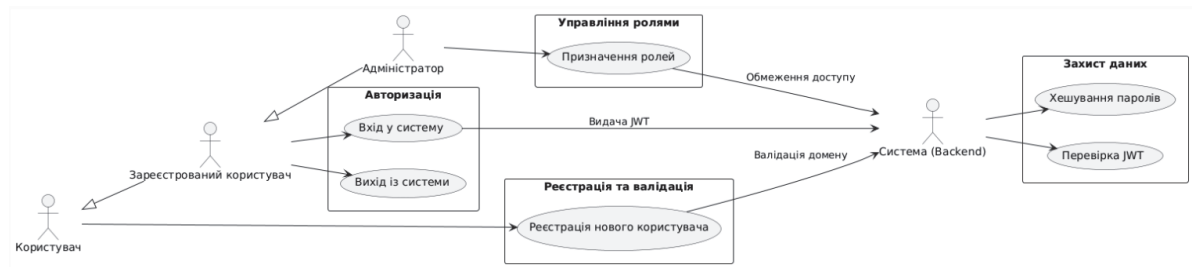 Управління ролями
Призначення ролей
Адміністратор
Обмеження доступу
Захист даних
Хешування паролів
Перевірка JWT
Авторизація
Вхід у систему
Видача JWT
Система (Backend)
Зареєстрований користувач
Вихід із системи
Валідація домену
Реєстрація та валідація
Реєстрація нового користувача
Користувач